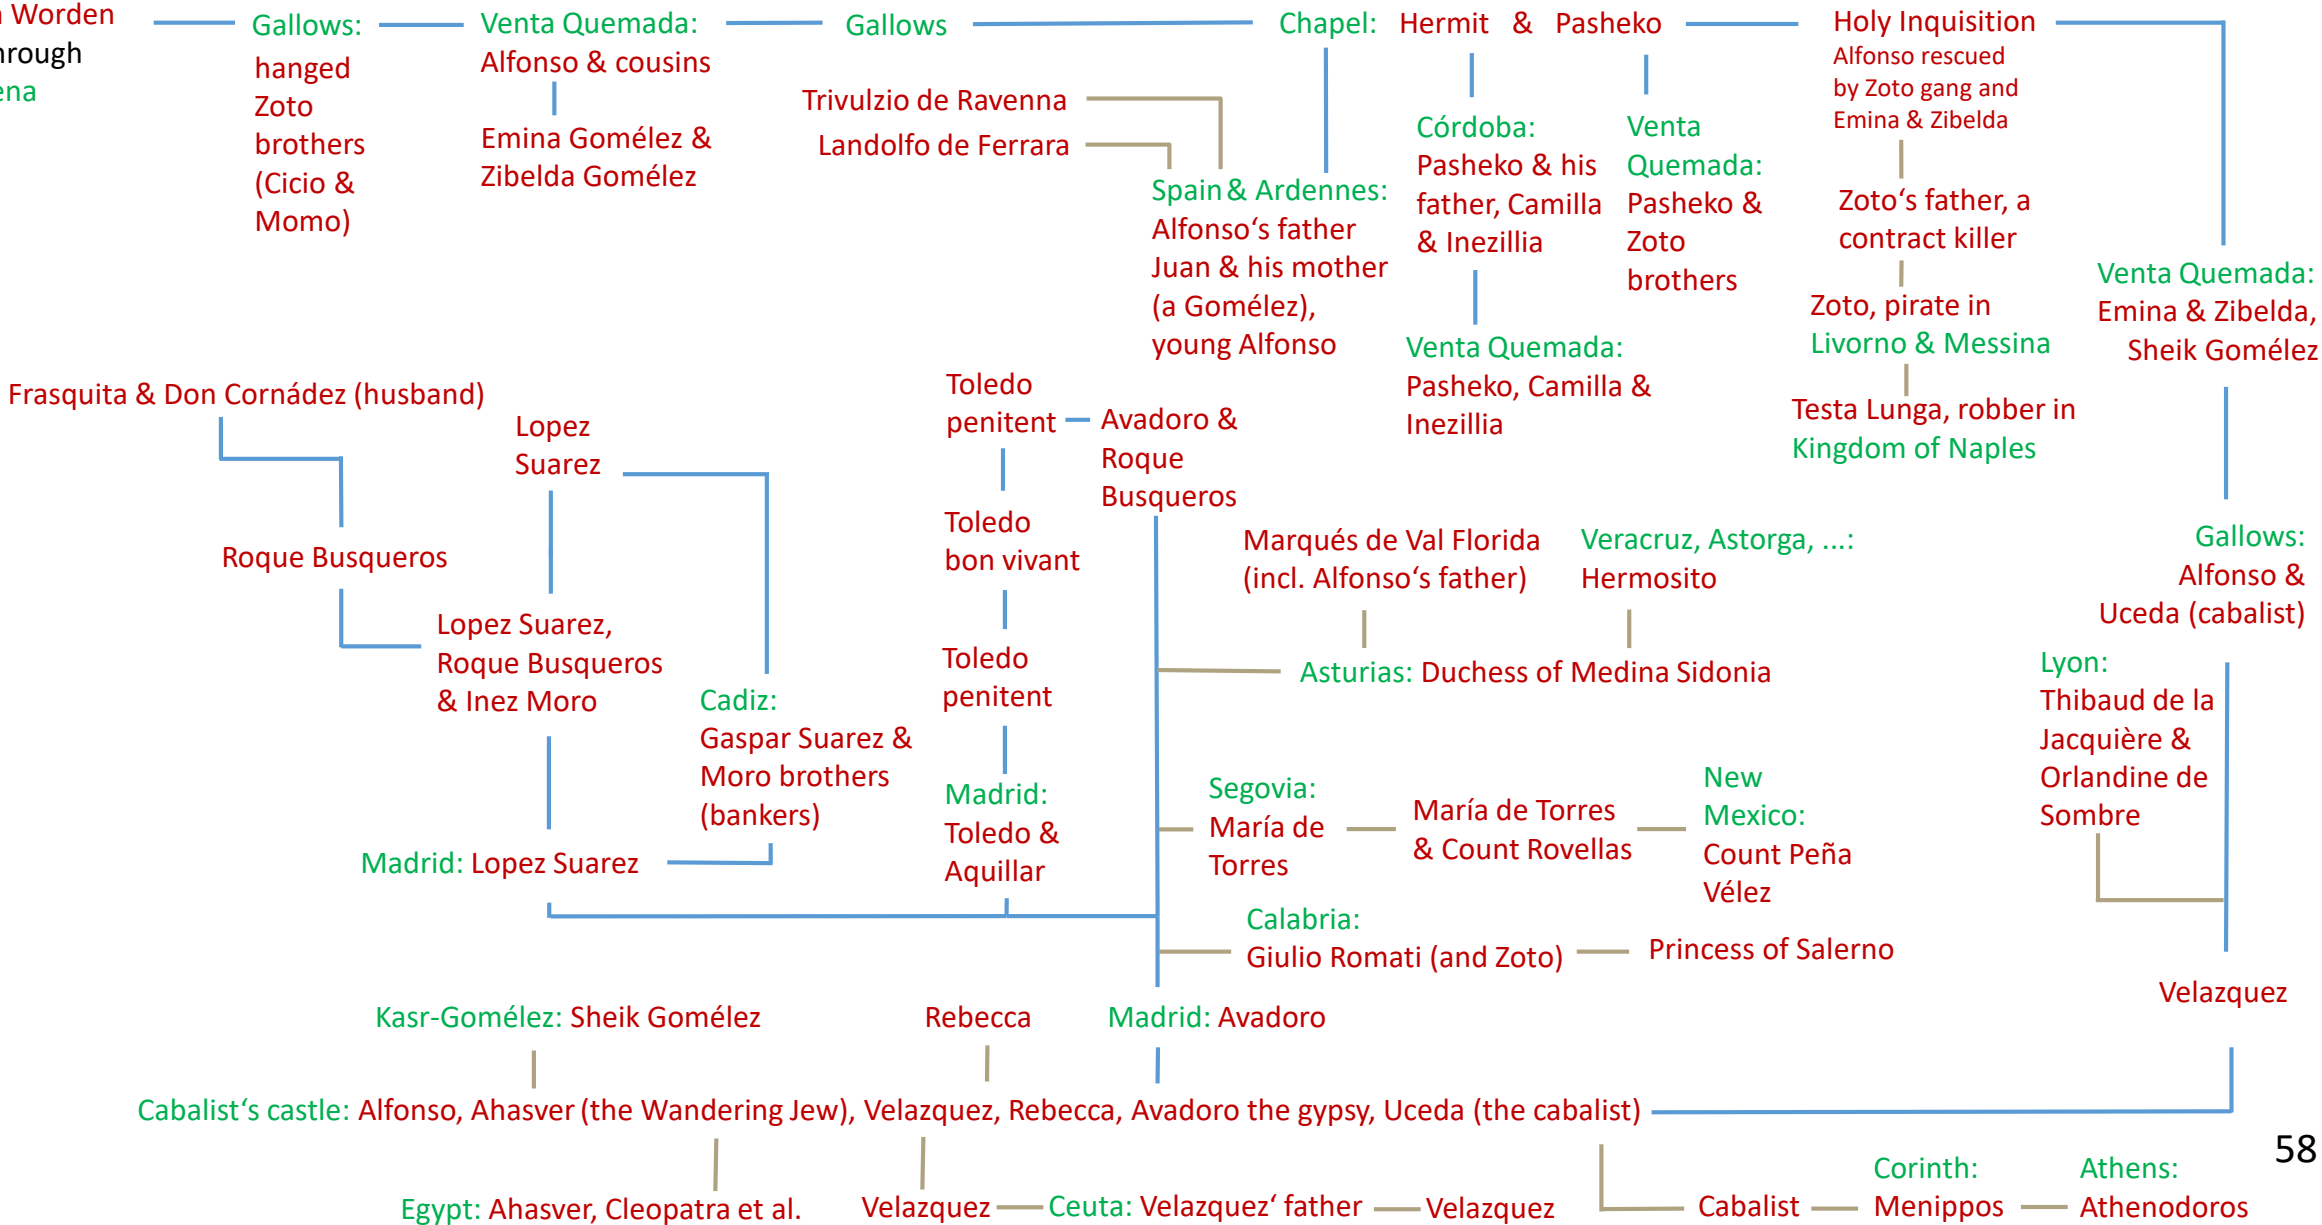 Worden
hrough
ena
Gallows:
hanged
Zoto
brothers
(Cicio &
Momo)
Venta Quemada:
Alfonso & cousins
Emina Gomélez &
Zibelda Gomélez
Gallows
Trivulzio de Ravenna
Landolfo de Ferrara
Chapel: Hermit & Pasheko
Spain & Ardennes:
Alfonso‘s father
Juan & his mother
(a Gomélez),
young Alfonso
Córdoba:
Pasheko & his
father, Camilla
& Inezillia
Venta Quemada:
Pasheko, Camilla &
Inezillia
Venta
Quemada:
Pasheko &
Zoto
brothers
Holy Inquisition
Alfonso rescued
by Zoto gang and
Emina & Zibelda
Zoto‘s father, a
contract killer
Zoto, pirate in
Livorno & Messina
Testa Lunga, robber in
Kingdom of Naples
Venta Quemada:
Emina & Zibelda,
Sheik Gomélez
Gallows:
Alfonso &
Uceda (cabalist)
Lyon:
Thibaud de la
Jacquière &
Orlandine de
Sombre
Velazquez
Frasquita & Don Cornádez (husband)
Roque Busqueros
Lopez
Suarez
Lopez Suarez,
Roque Busqueros
& Inez Moro
Cadiz:
Gaspar Suarez &
Moro brothers
(bankers)
Madrid: Lopez Suarez
Toledo
penitent
Toledo
bon vivant
Toledo
penitent
Madrid:
Toledo &
Aquillar
Avadoro &
Roque
Busqueros
Marqués de Val Florida
(incl. Alfonso‘s father)
Veracruz, Astorga, ...:
Hermosito
Asturias: Duchess of Medina Sidonia
Segovia:
María de
Torres
María de Torres
& Count Rovellas
New
Mexico:
Count Peña
Vélez
Calabria:
Giulio Romati (and Zoto)
Princess of Salerno
Kasr-Gomélez: Sheik Gomélez
Rebecca
Madrid: Avadoro
Cabalist‘s castle: Alfonso, Ahasver (the Wandering Jew), Velazquez, Rebecca, Avadoro the gypsy, Uceda (the cabalist)
Egypt: Ahasver, Cleopatra et al.
Velazquez
Ceuta: Velazquez‘ father
Velazquez
Cabalist
Corinth:
Menippos
Athens:
Athenodoros
58